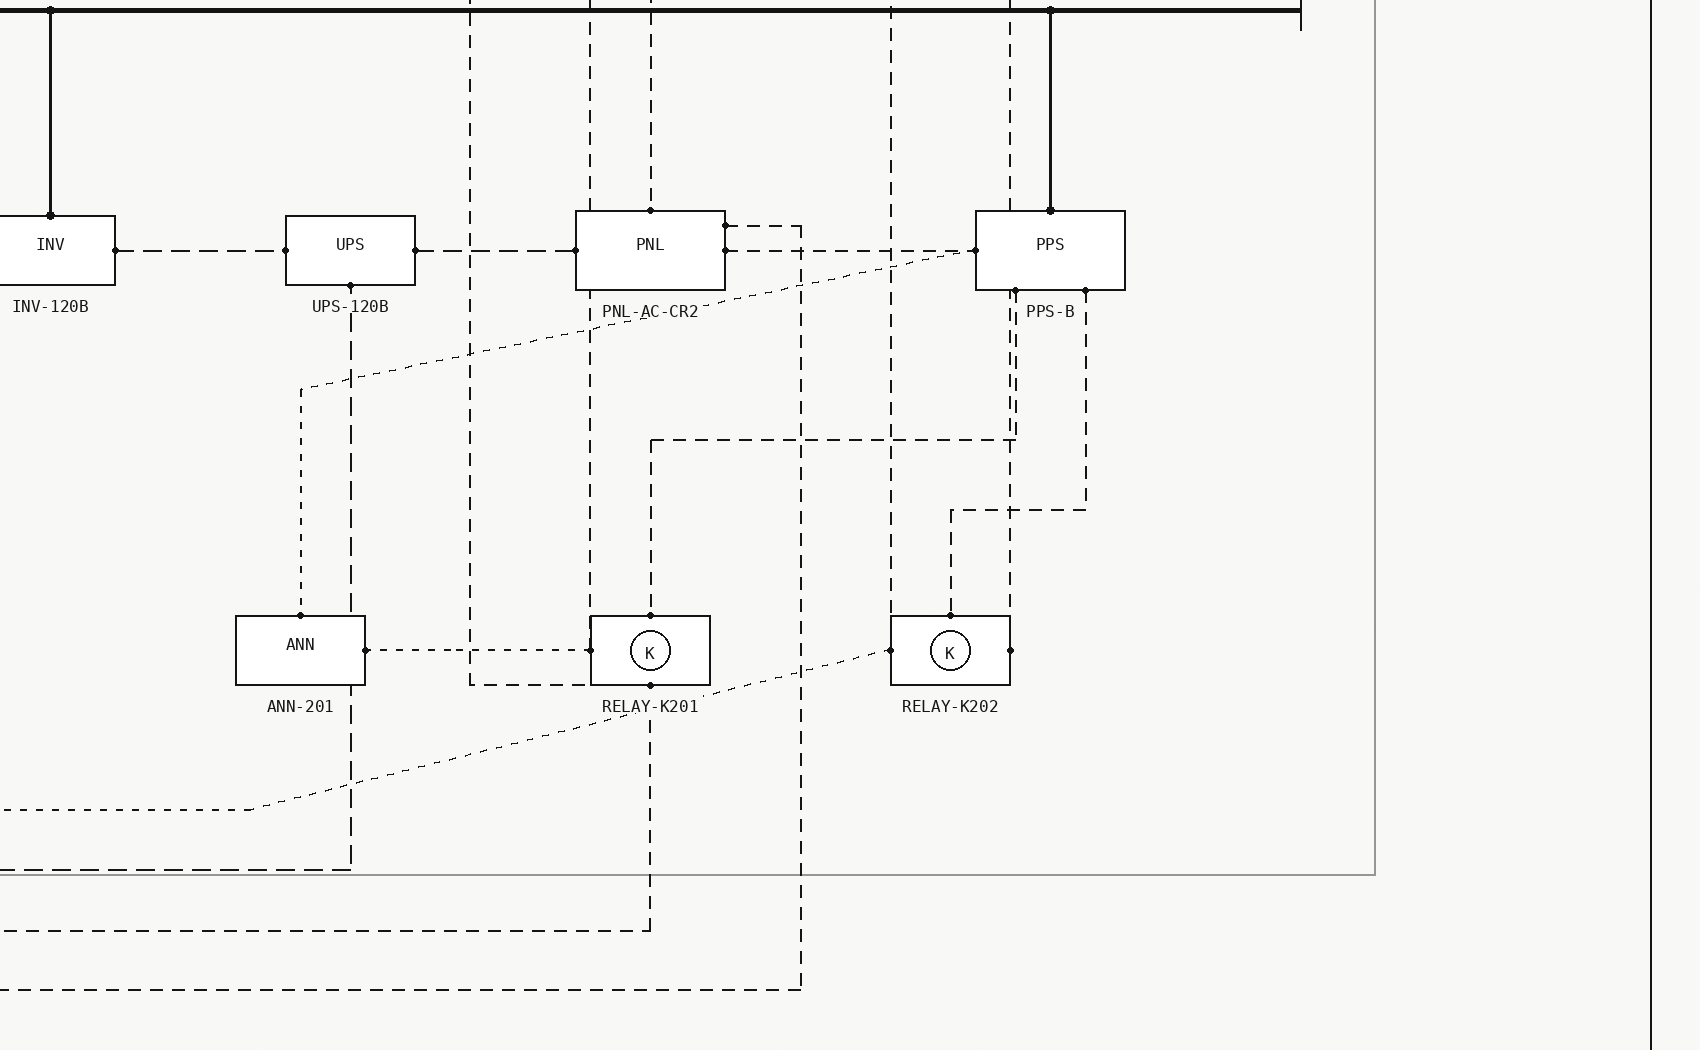 INV
UPS
PNL
PPS
INV-120B
UPS-120B
PNL-AC-CR2
PPS-B
ANN
K
K
ANN-201
RELAY-K201
RELAY-K202